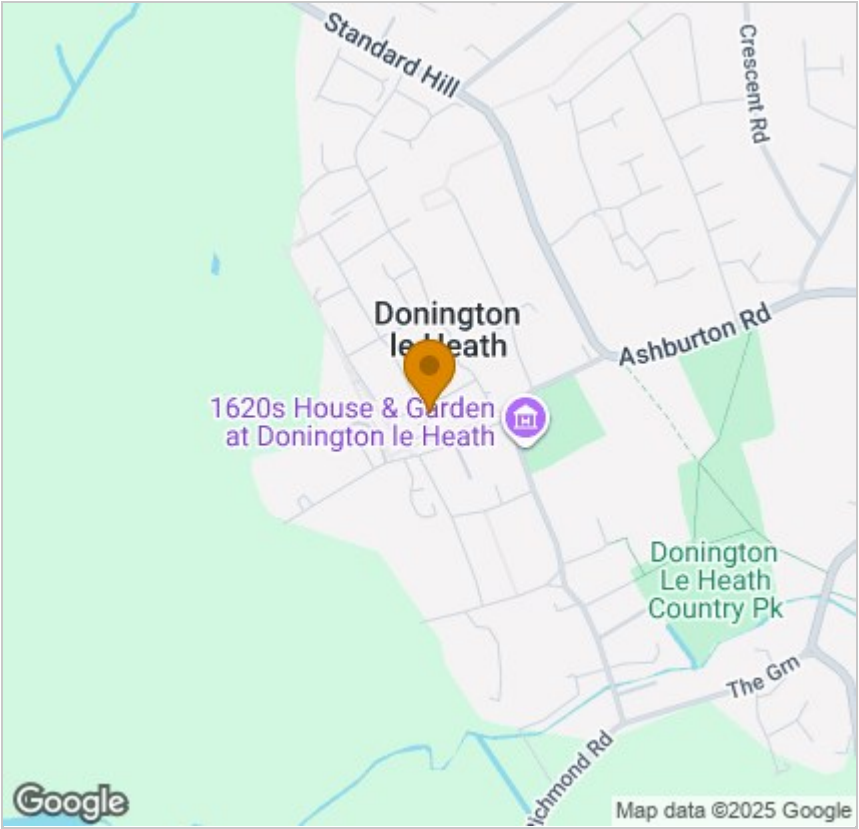 Standard Hill
Crescent Rd
Donington
le Heath
Ashburton Rd
1620s House & Garden
at Donington le Heath
Donington
Le Heath
Country Pk
The Grn
Richmond Rd
Google
Map data ©2025 Google